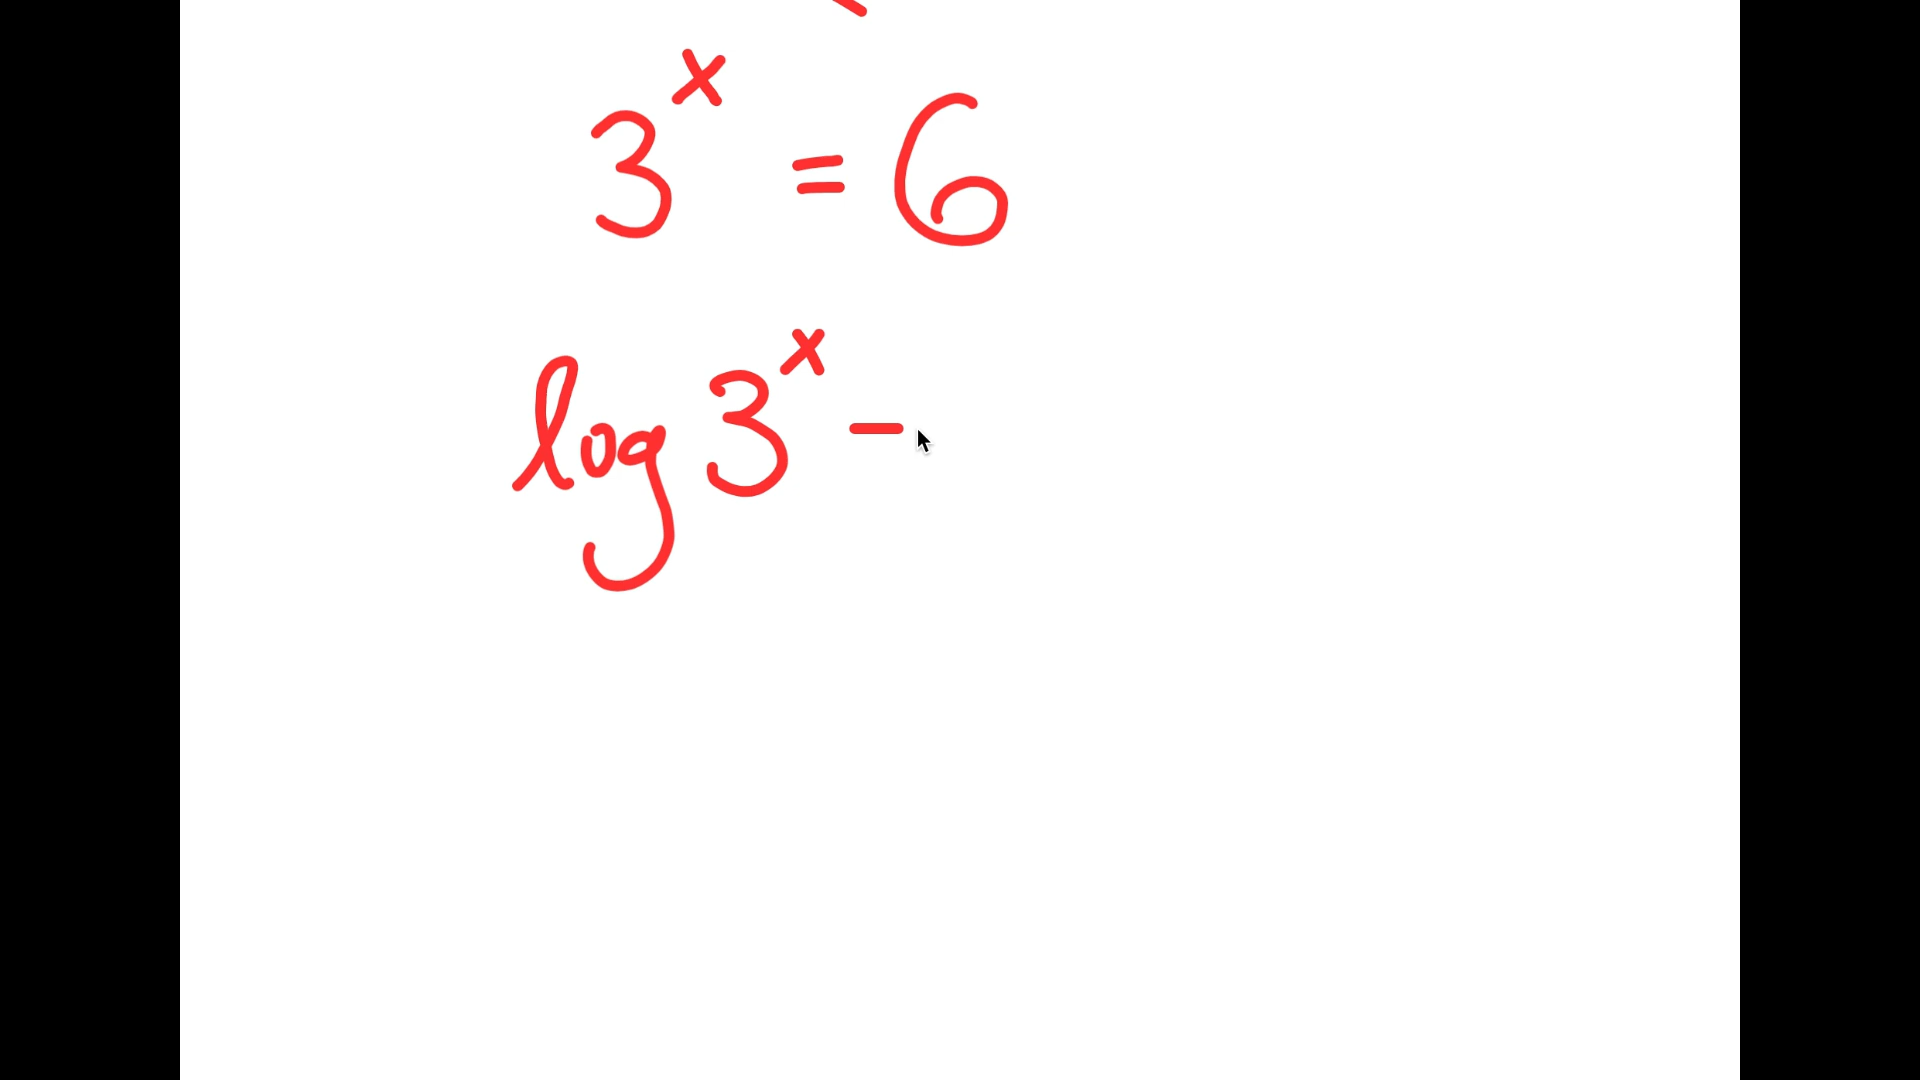 3^x = 6
log 3^x -